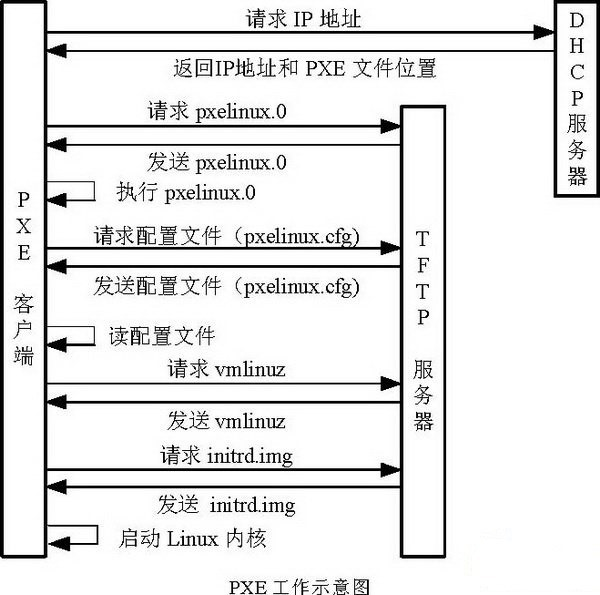 请求 IP 地址
返回IP地址和 PXE 文件位置
DHCP服务器
请求 pxelinux.0
发送 pxelinux.0
执行 pxelinux.0
PXE 客户端
请求配置文件（pxelinux.cfg)
发送配置文件（pxelinux.cfg)
TFTP 服务器
读配置文件
请求 vmlinuz
发送 vmlinuz
请求 initrd.img
发送 initrd.img
启动 Linux 内核
PXE 工作示意图